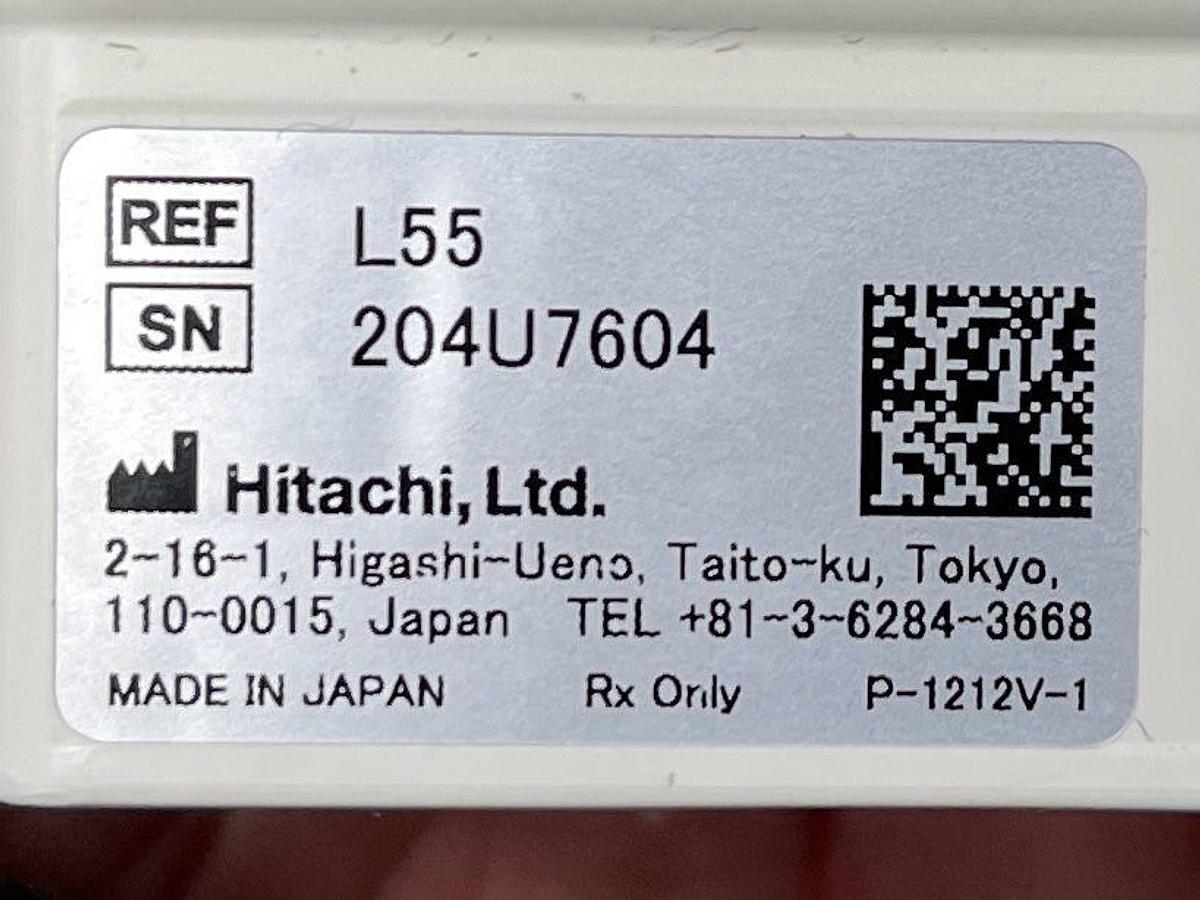 REF L55
SN 204U7604
Hitachi, Ltd.
2-16-1, Higashi-Ueno, Taito-ku, Tokyo,
110-0015, Japan TEL +81-3-6284-3668
MADE IN JAPAN Rx Only P-1212V-1